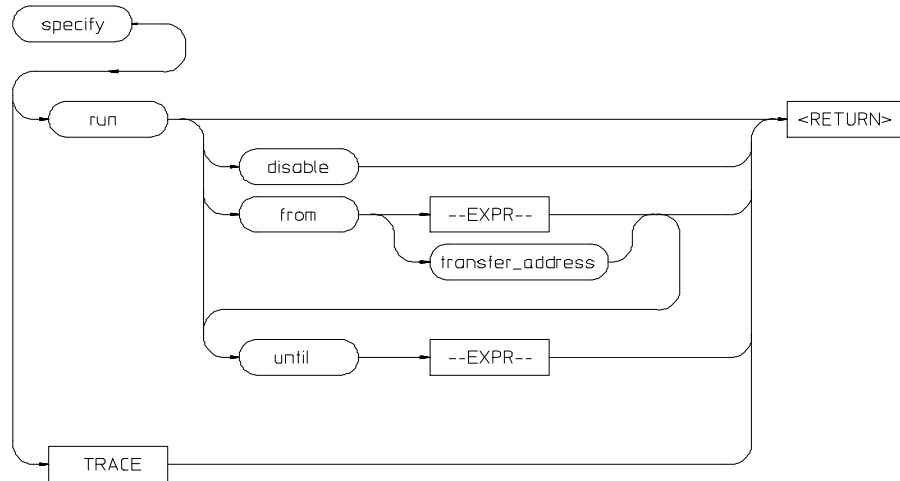 specify
run
<RETURN>
disable
from
--EXPR--
transfer_address
until
--EXPR--
TRACE